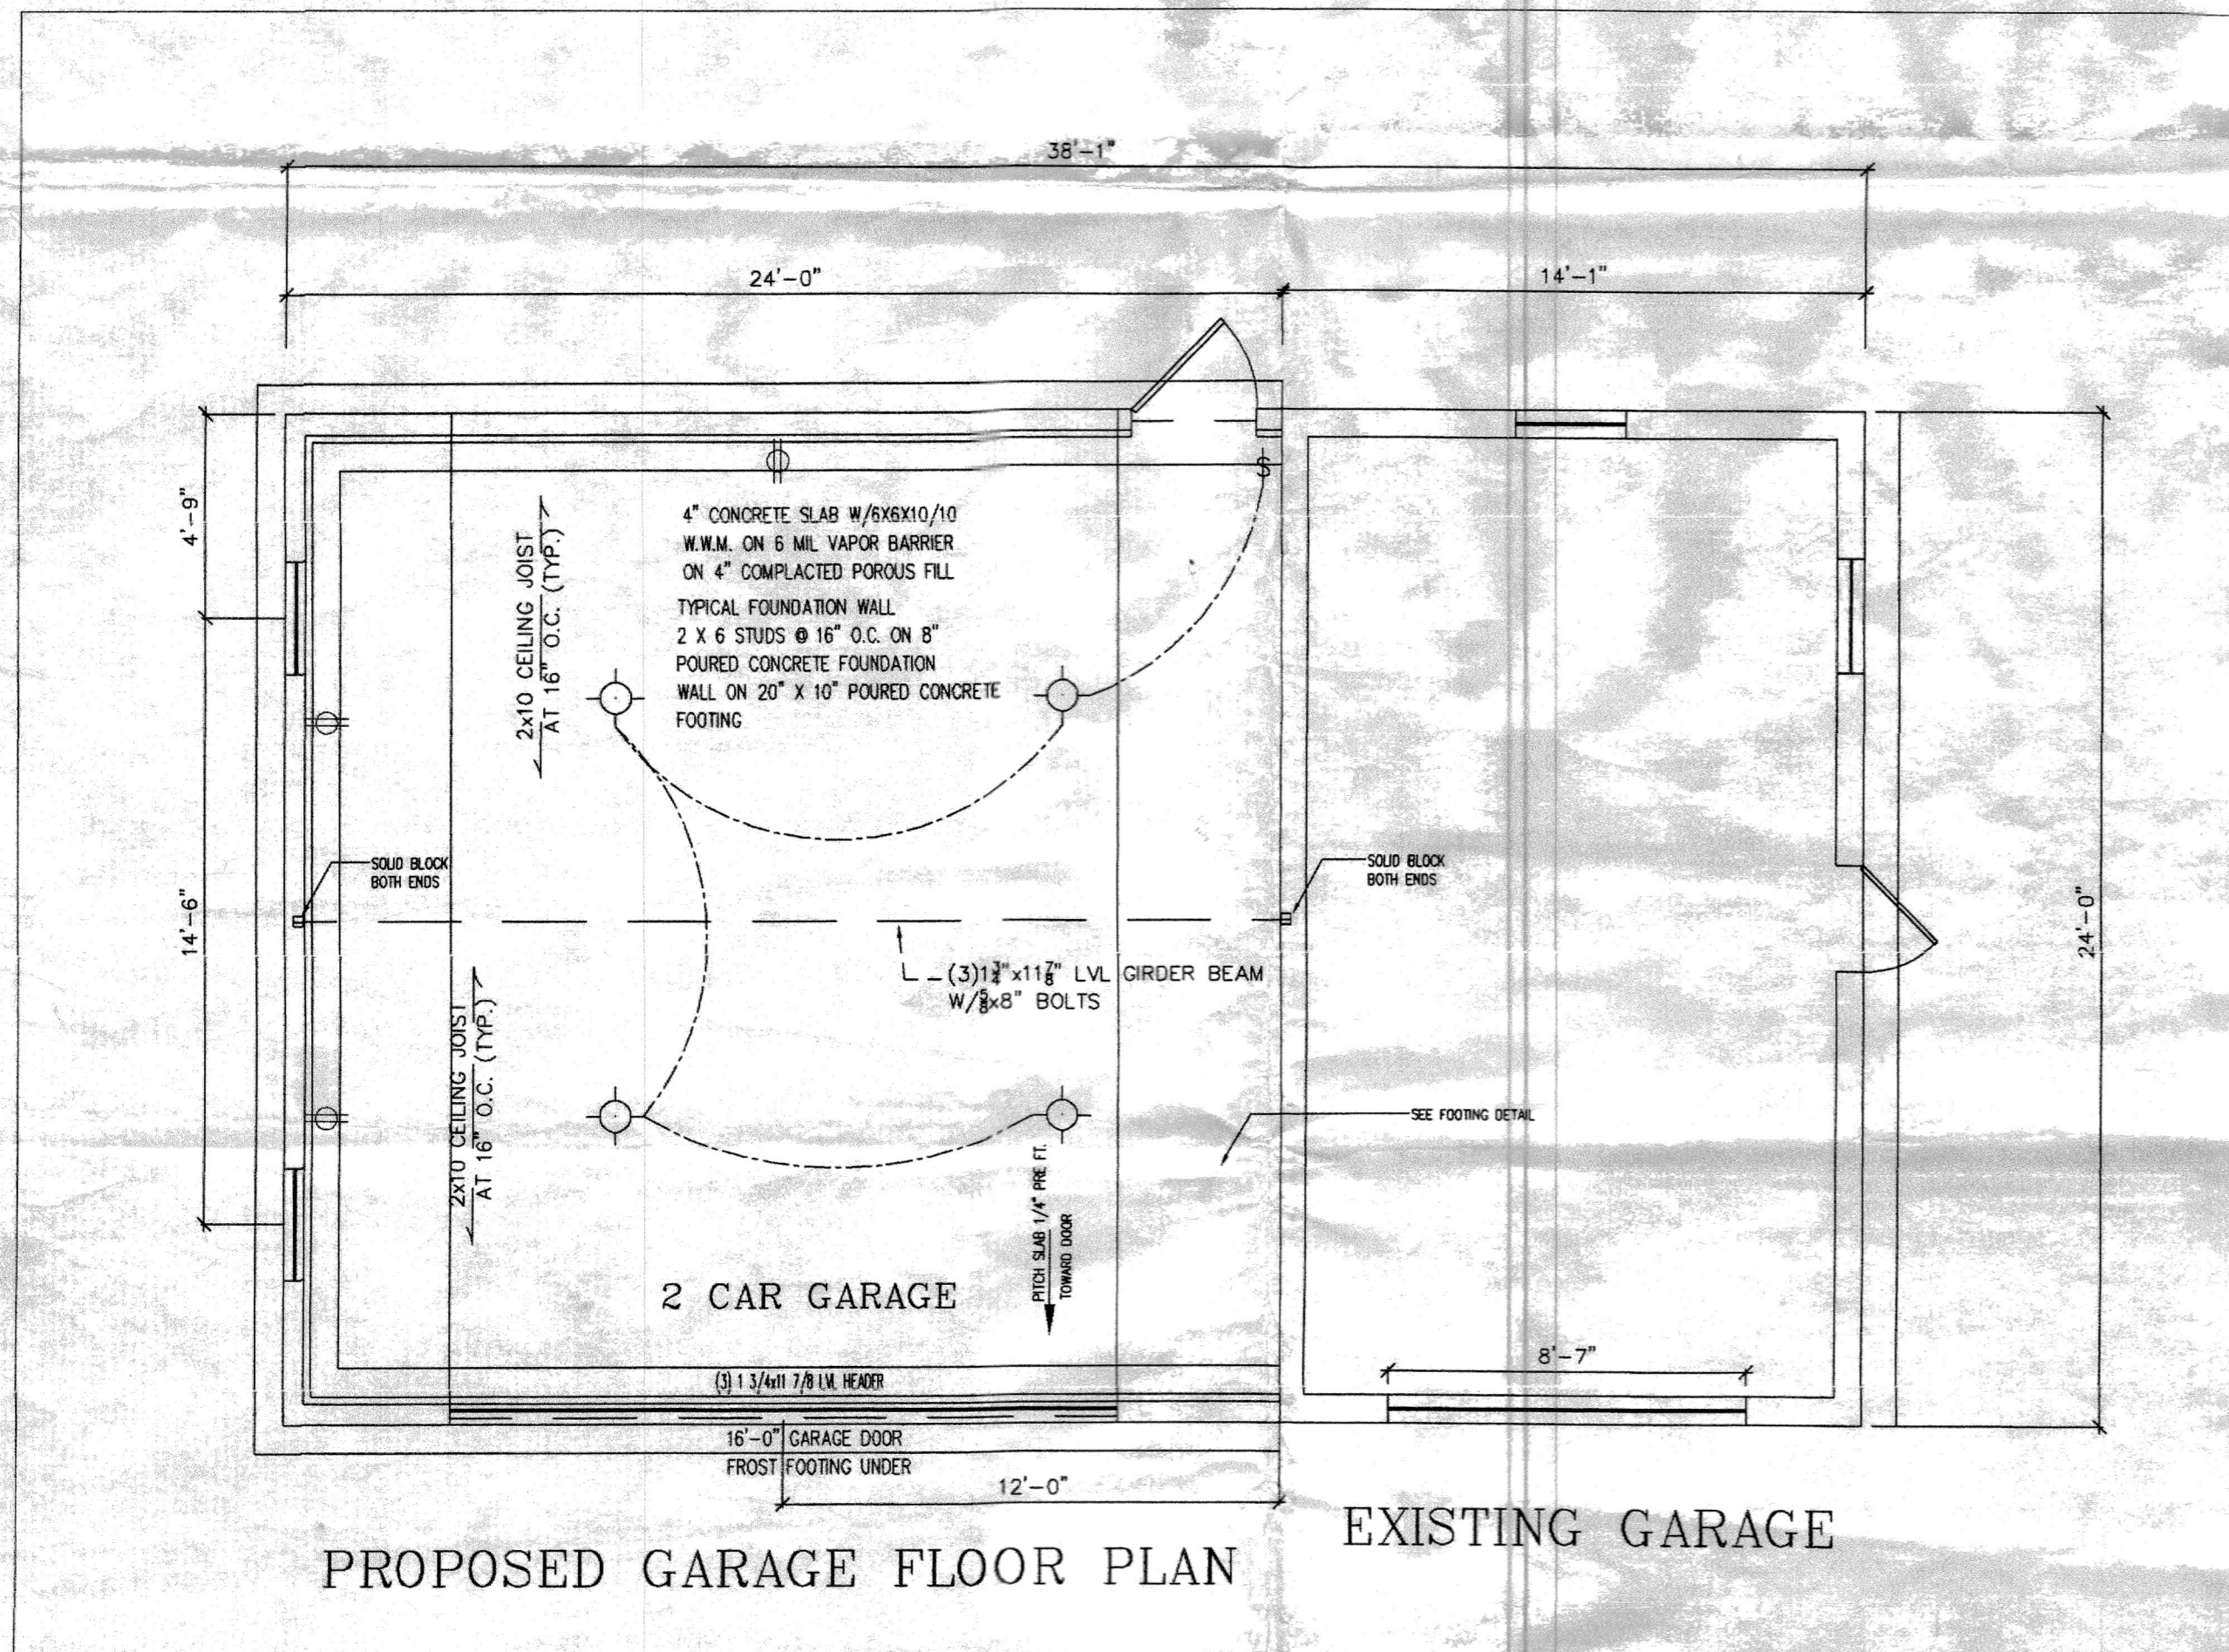 38'-1"
24'-0"
14'-1"
4'-9"
S
4" CONCRETE SLAB W/6X6X10/10
W.W.M. ON 6 MIL VAPOR BARRIER
ON 4" COMPLACTED POROUS FILL
TYPICAL FOUNDATION WALL
2 X 6 STUDS @ 16" O.C. ON 8"
POURED CONCRETE FOUNDATION
WALL ON 20" X 10" POURED CONCRETE
FOOTING
2x10 CEILING JOIST
AT 16" O.C. (TYP.)
SOLID BLOCK
BOTH ENDS
SOLID BLOCK
BOTH ENDS
14'-6"
24'-0"
(3)1¾"x11⅞" LVL GIRDER BEAM
W/⅝x8" BOLTS
2x10 CEILING JOIST
AT 16" O.C. (TYP.)
SEE FOOTING DETAIL
PITCH SLAB 1/4" PRE FT.
TOWARD DOOR
2 CAR GARAGE
8'-7"
(3) 1 3/4x11 7/8 LVL HEADER
16'-0" GARAGE DOOR
FROST FOOTING UNDER
12'-0"
EXISTING GARAGE
PROPOSED GARAGE FLOOR PLAN